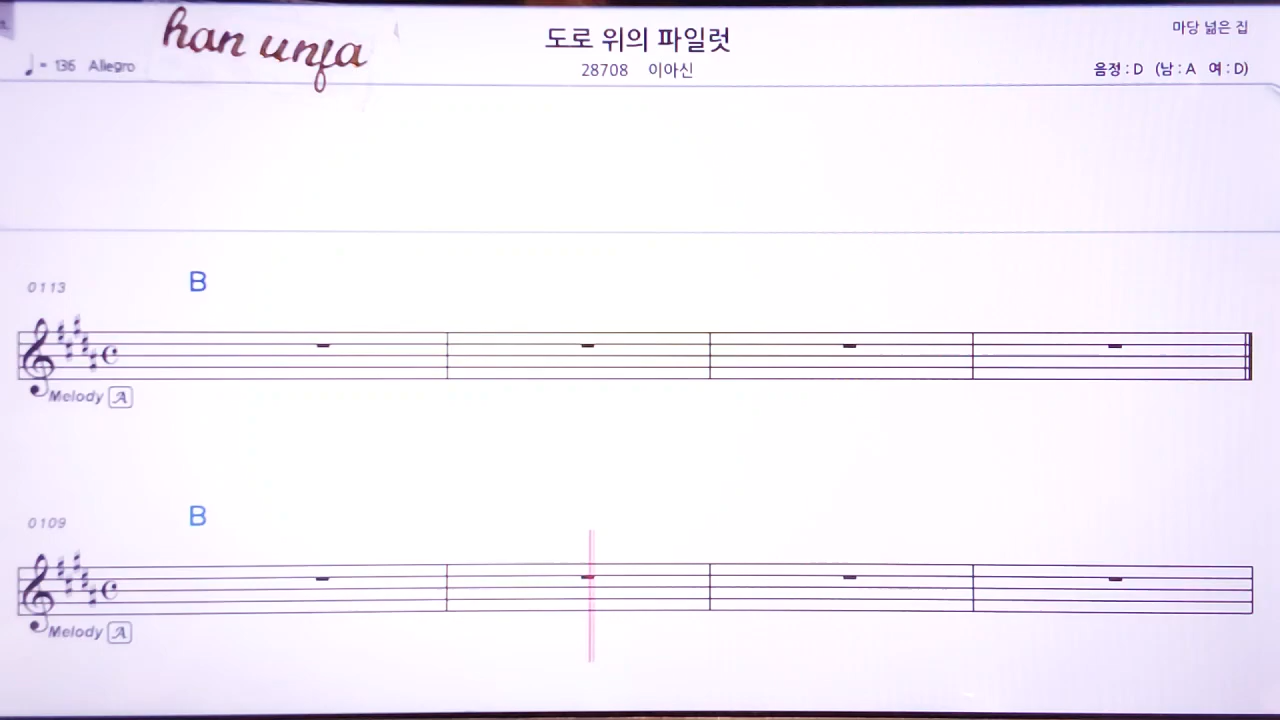 han unfa
도로 위의 파일럿
마당 넓은 집
♩= 136 Allegro
28708 이아신
음정 : D (남 : A 여 : D)
0113
B
Melody A
0109
B
Melody A